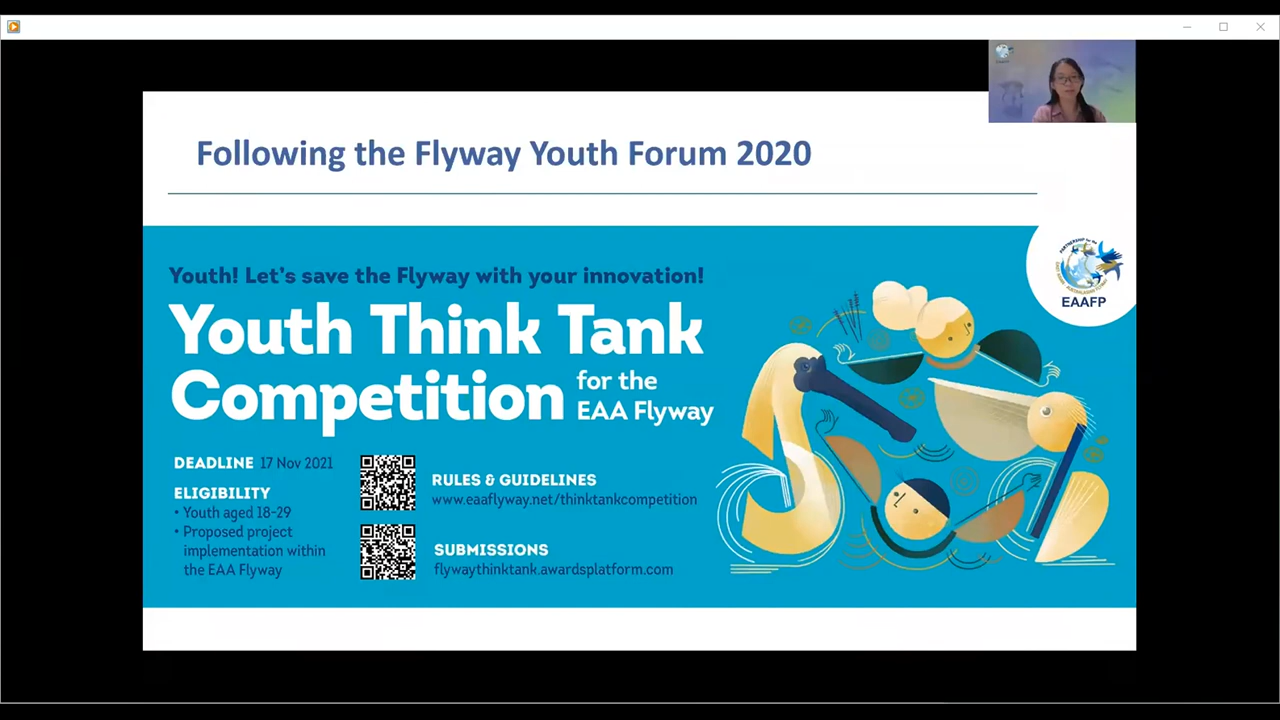 Following the Flyway Youth Forum 2020
Youth! Let's save the Flyway with your innovation!
Youth Think Tank
Competition for the
EAA Flyway
DEADLINE 17 Nov 2021
ELIGIBILITY
• Youth aged 18-29
• Proposed project
implementation within
the EAA Flyway
RULES & GUIDELINES
www.eaaflyway.net/thinktankcompetition
SUBMISSIONS
flywaythinktank.awardsplatform.com
EAAFP